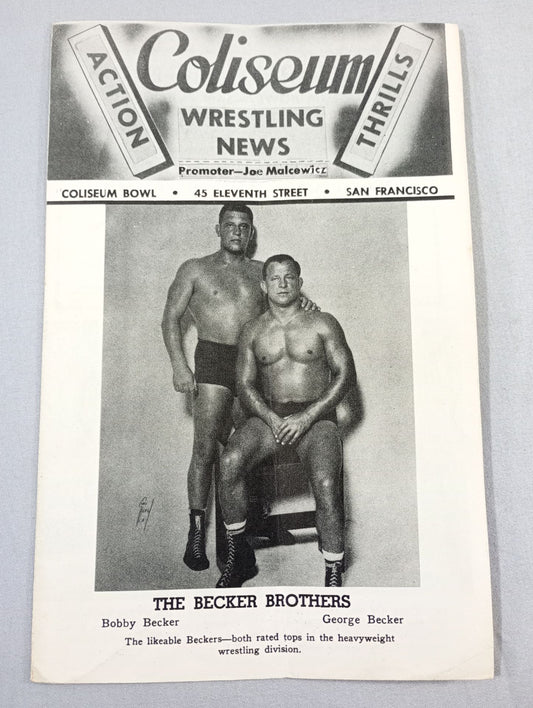 Coliseum
ACTION
THRILLS
WRESTLING
NEWS
Promoter—Joe Malcewicz
COLISEUM BOWL • 45 ELEVENTH STREET • SAN FRANCISCO
THE BECKER BROTHERS
Bobby Becker George Becker
The likeable Beckers—both rated tops in the heavyweight
wrestling division.